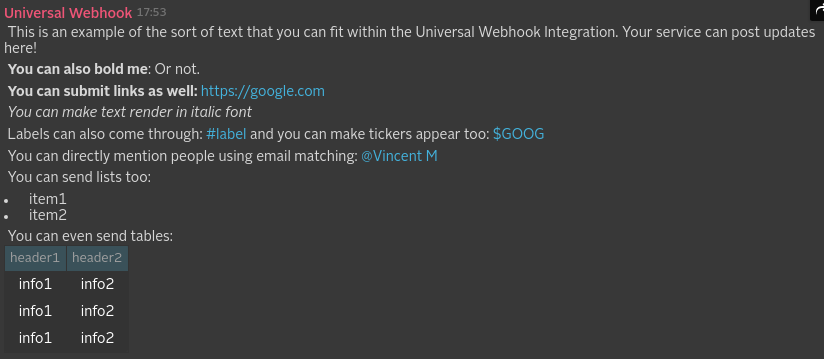 Universal Webhook 17:53
This is an example of the sort of text that you can fit within the Universal Webhook Integration. Your service can post updates
here!
You can also bold me: Or not.
You can submit links as well: https://google.com
You can make text render in italic font
Labels can also come through: #label and you can make tickers appear too: $GOOG
You can directly mention people using email matching: @Vincent M
You can send lists too:
• item1
• item2
You can even send tables:
header1 header2
info1 info2
info1 info2
info1 info2